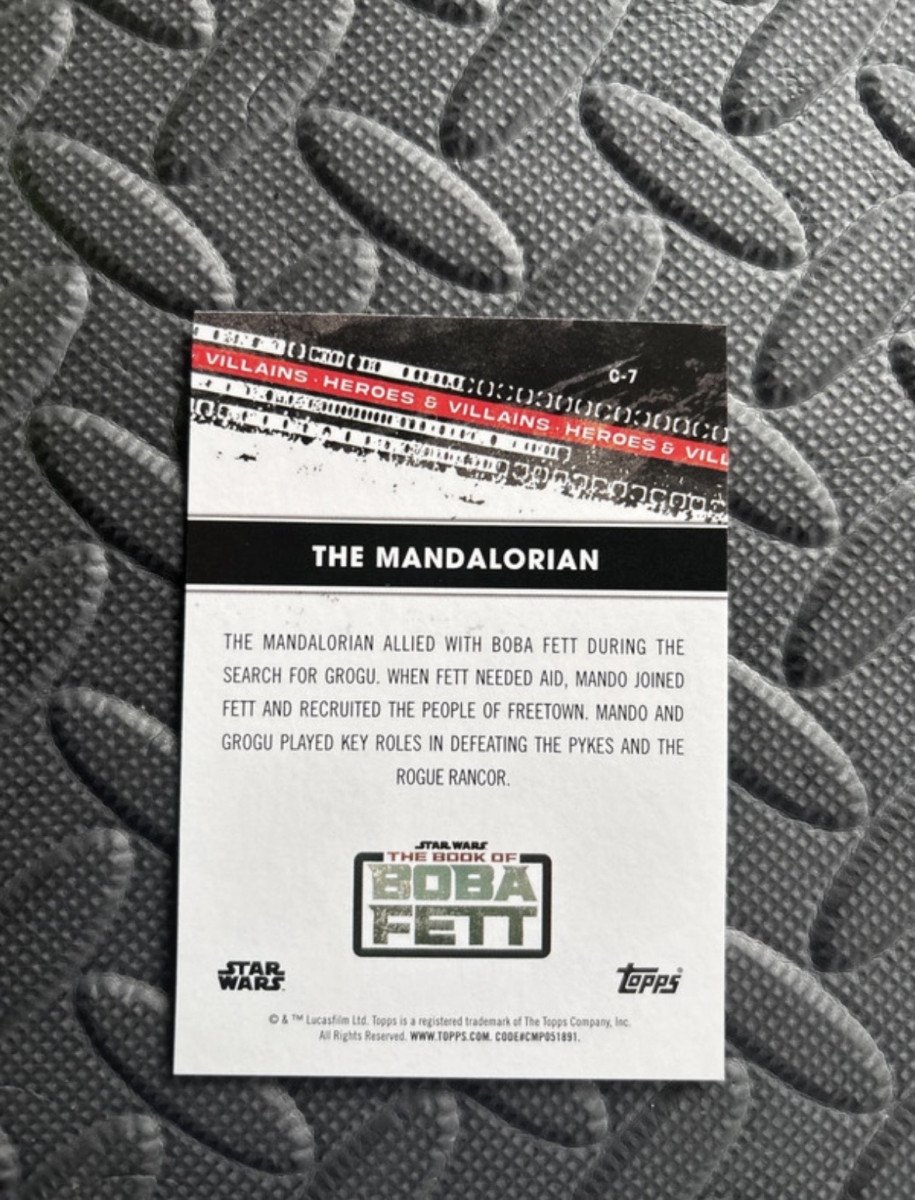 C-7
VILLAINS · HEROES & VILLAINS · HEROES & VILL
THE MANDALORIAN
THE MANDALORIAN ALLIED WITH BOBA FETT DURING THE
SEARCH FOR GROGU. WHEN FETT NEEDED AID, MANDO JOINED
FETT AND RECRUITED THE PEOPLE OF FREETOWN. MANDO AND
GROGU PLAYED KEY ROLES IN DEFEATING THE PYKES AND THE
ROGUE RANCOR.
STAR WARS
THE BOOK OF
BOBA
FETT
STAR
WARS
topps®
© & ™ Lucasfilm Ltd. Topps is a registered trademark of The Topps Company, Inc.
All Rights Reserved. WWW.TOPPS.COM. CODE#CMP051891.